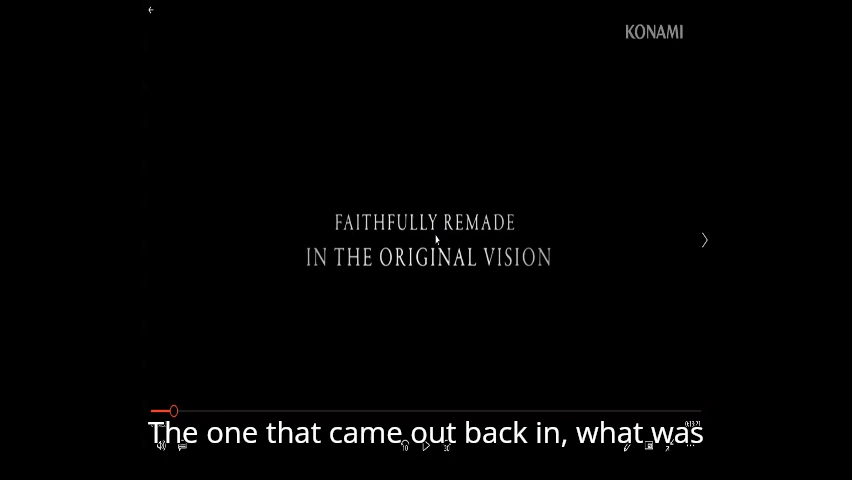 KONAMI
FAITHFULLY REMADE
IN THE ORIGINAL VISION
The one that came out back in, what was